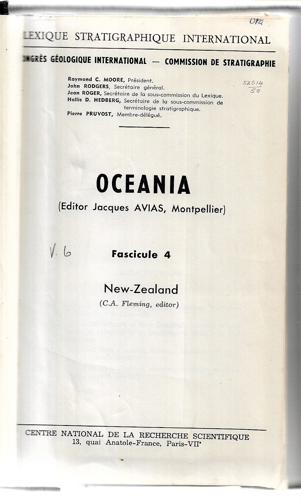 LEXIQUE STRATIGRAPHIQUE INTERNATIONAL
ONGRÈS GÉOLOGIQUE INTERNATIONAL — COMMISSION DE STRATIGRAPHIE
Raymond C. MOORE, Président.
John RODGERS, Secrétaire général.
Jean ROGER, Secrétaire de la sous-commission du Lexique.
Hollis D. HEDBERG, Secrétaire de la sous-commission de
terminologie stratigraphique.
Pierre PRUVOST, Membre-délégué.
OCEANIA
(Editor Jacques AVIAS, Montpellier)
V. 6
Fascicule 4
New-Zealand
(C.A. Fleming, editor)
CENTRE NATIONAL DE LA RECHERCHE SCIENTIFIQUE
13, quai Anatole-France, Paris-VIIe